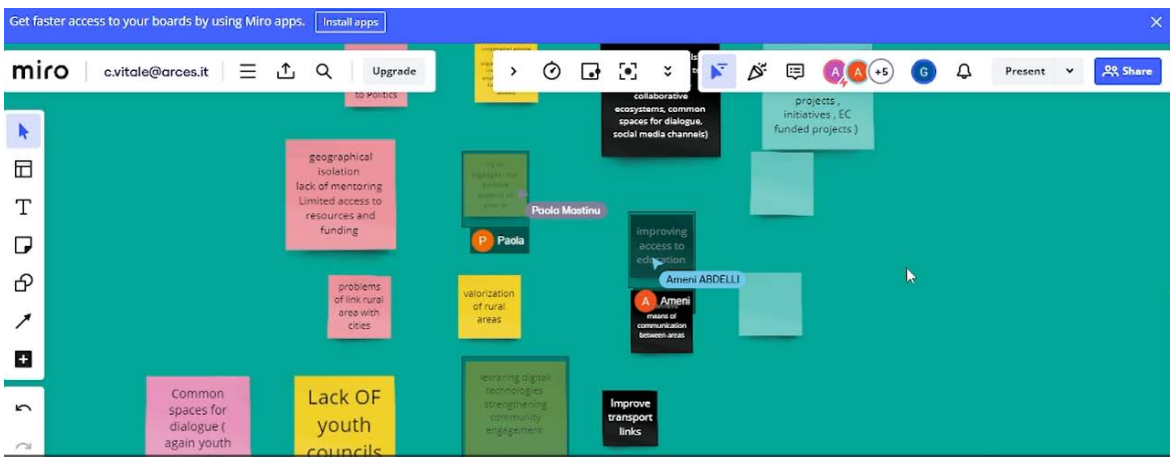 Get faster access to your boards by using Miro apps.
Install apps
miro
c.vitale@arces.it
Upgrade
A
A
+5
G
Present
Share
to Politics
collaborative
ecosystems, common
spaces for dialogue,
social media channels)
projects ,
initiatives , EC
funded projects )
geographical
isolation
lack of mentoring
Limited access to
resources and
funding
Paola Mastinu
P
Paola
improving
access to
education
Ameni ABDELLI
A
Ameni
means of
communication
between areas
problems
of link rural
area with
cities
valorization
of rural
areas
Common
spaces for
dialogue (
again youth
Lack OF
youth
councils
levraring digital
technologies
strengthening
community
engagement
Improve
transport
links